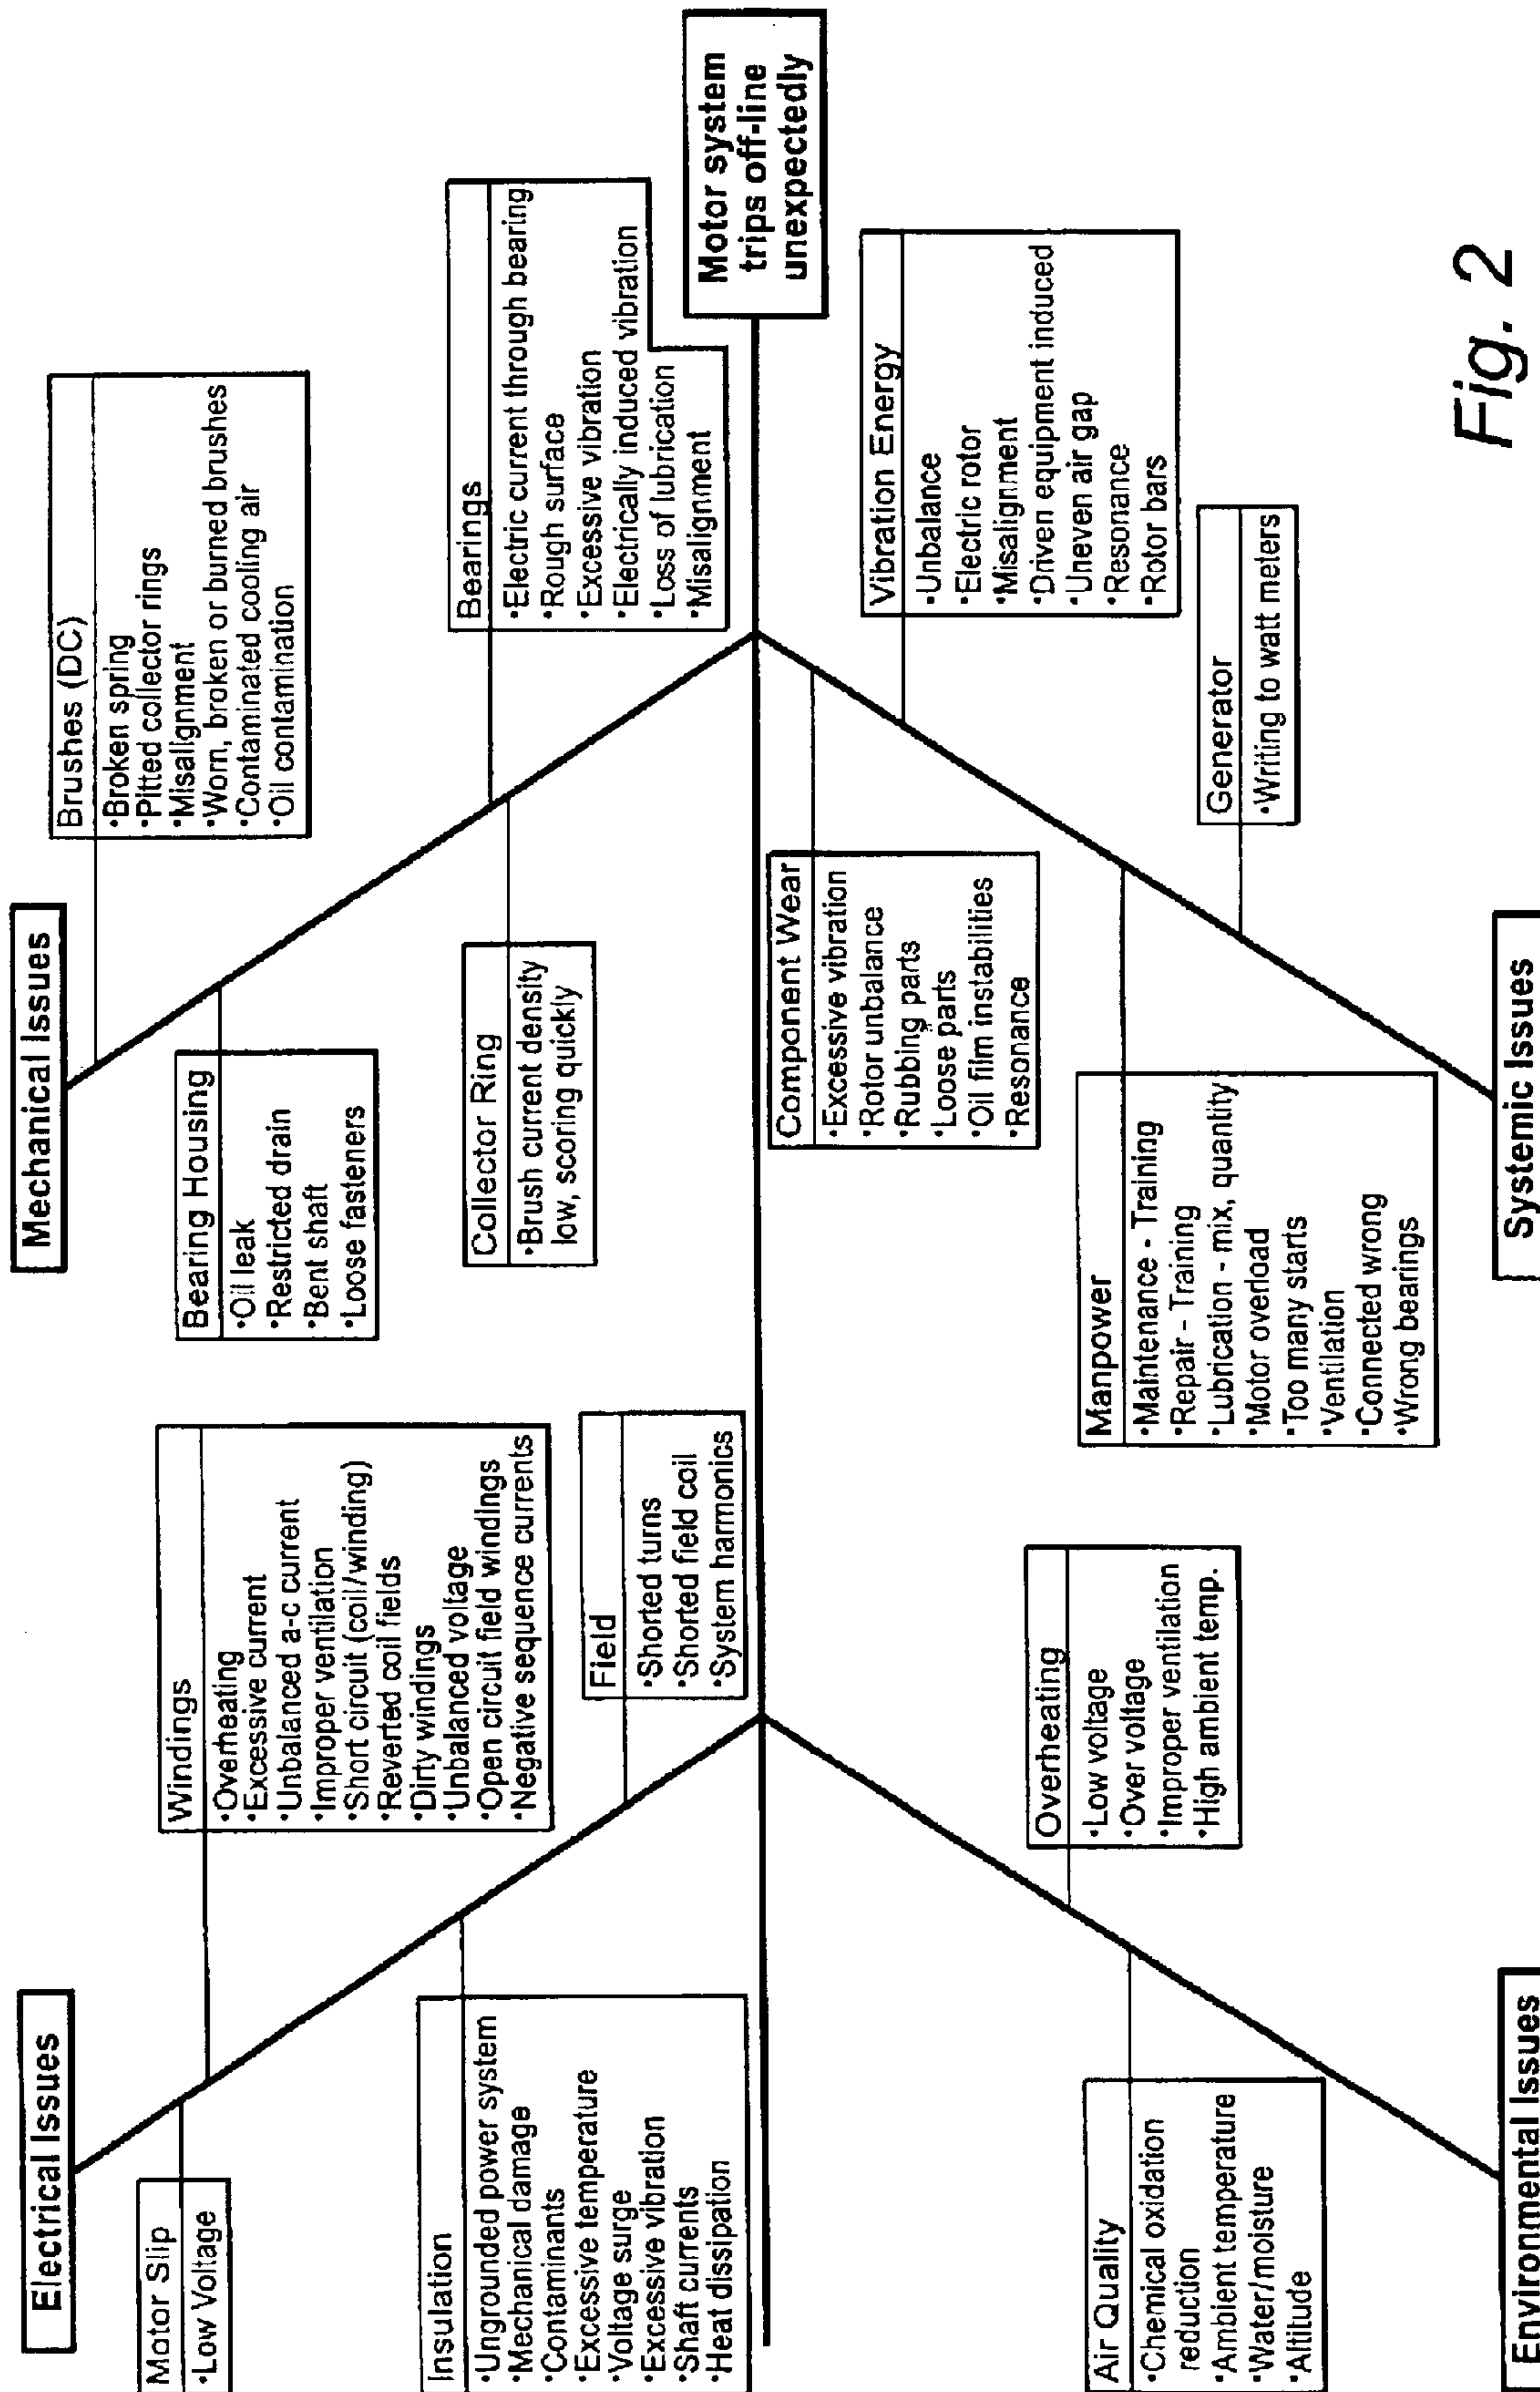 Electrical Issues
Motor Slip
•Low Voltage
Windings
•Overheating
•Excessive current
•Unbalanced a-c current
•Improper ventilation
•Short circuit (coil/winding)
•Reverted coil fields
•Dirty windings
•Unbalanced voltage
•Open circuit field windings
•Negative sequence currents
Insulation
•Ungrounded power system
•Mechanical damage
•Contaminants
•Excessive temperature
•Voltage surge
•Excessive vibration
•Shaft currents
•Heat dissipation
Field
•Shorted turns
•Shorted field coil
•System harmonics
Mechanical Issues
Brushes (DC)
•Broken spring
•Pitted collector rings
•Misalignment
•Worn, broken or burned brushes
•Contaminated cooling air
•Oil contamination
Bearing Housing
•Oil leak
•Restricted drain
•Bent shaft
•Loose fasteners
Bearings
•Electric current through bearing
•Rough surface
•Excessive vibration
•Electrically induced vibration
•Loss of lubrication
•Misalignment
Collector Ring
•Brush current density
low, scoring quickly
Motor system
trips off-line
unexpectedly
Air Quality
•Chemical oxidation
reduction
•Ambient temperature
•Water/moisture
•Altitude
Overheating
•Low voltage
•Over voltage
•Improper ventilation
•High ambient temp.
Environmental Issues
Component Wear
•Excessive vibration
•Rotor unbalance
•Rubbing parts
•Loose parts
•Oil film instabilities
•Resonance
Vibration Energy
•Unbalance
•Electric rotor
•Misalignment
•Driven equipment induced
•Uneven air gap
•Resonance
•Rotor bars
Manpower
•Maintenance - Training
•Repair - Training
•Lubrication - mix, quantity
•Motor overload
•Too many starts
•Ventilation
•Connected wrong
•Wrong bearings
Generator
•Writing to watt meters
Systemic Issues
Fig. 2